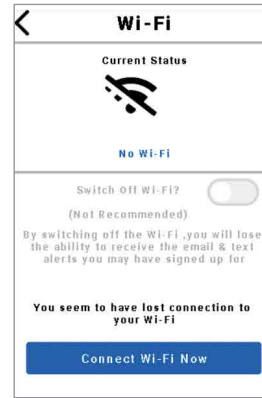 Wi-Fi
Current Status
No Wi-Fi
Switch Off Wi-Fi?
(Not Recommended)
By switching off the Wi-Fi ,you will lose
the ability to receive the email & text
alerts you may have signed up for
You seem to have lost connection to
your Wi-Fi
Connect Wi-Fi Now